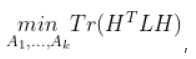 min Tr(H^T LH)
A_1,...,A_k
,